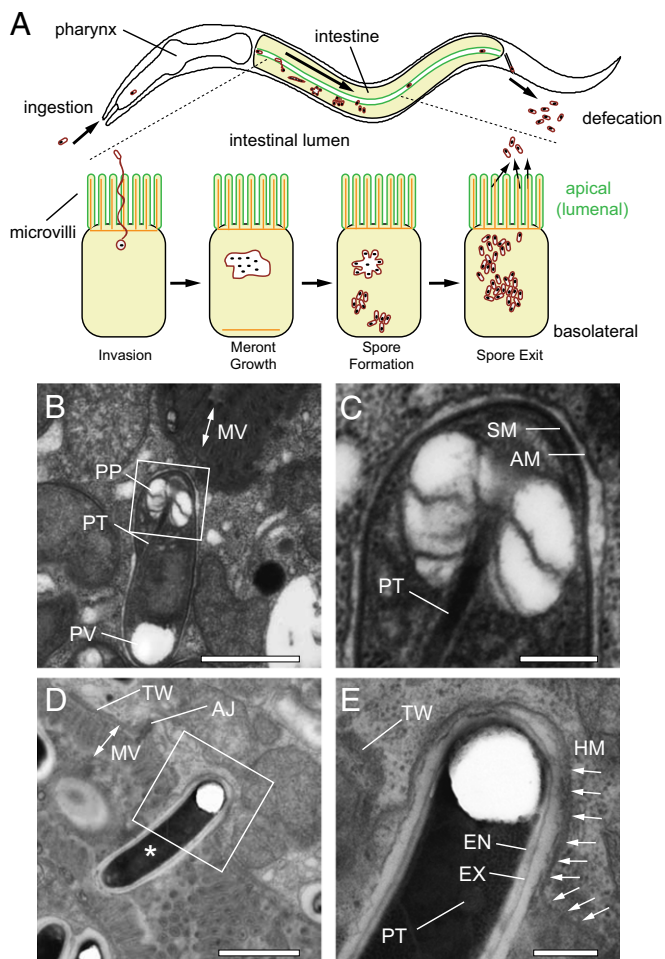 A
pharynx
intestine
ingestion
defecation
intestinal lumen
apical
(lumenal)
microvilli
basolateral
Invasion
Meront
Growth
Spore
Formation
Spore Exit
B
MV
PP
PT
PV
C
SM
AM
PT
D
TW
AJ
MV
*
E
TW
HM
EN
EX
PT